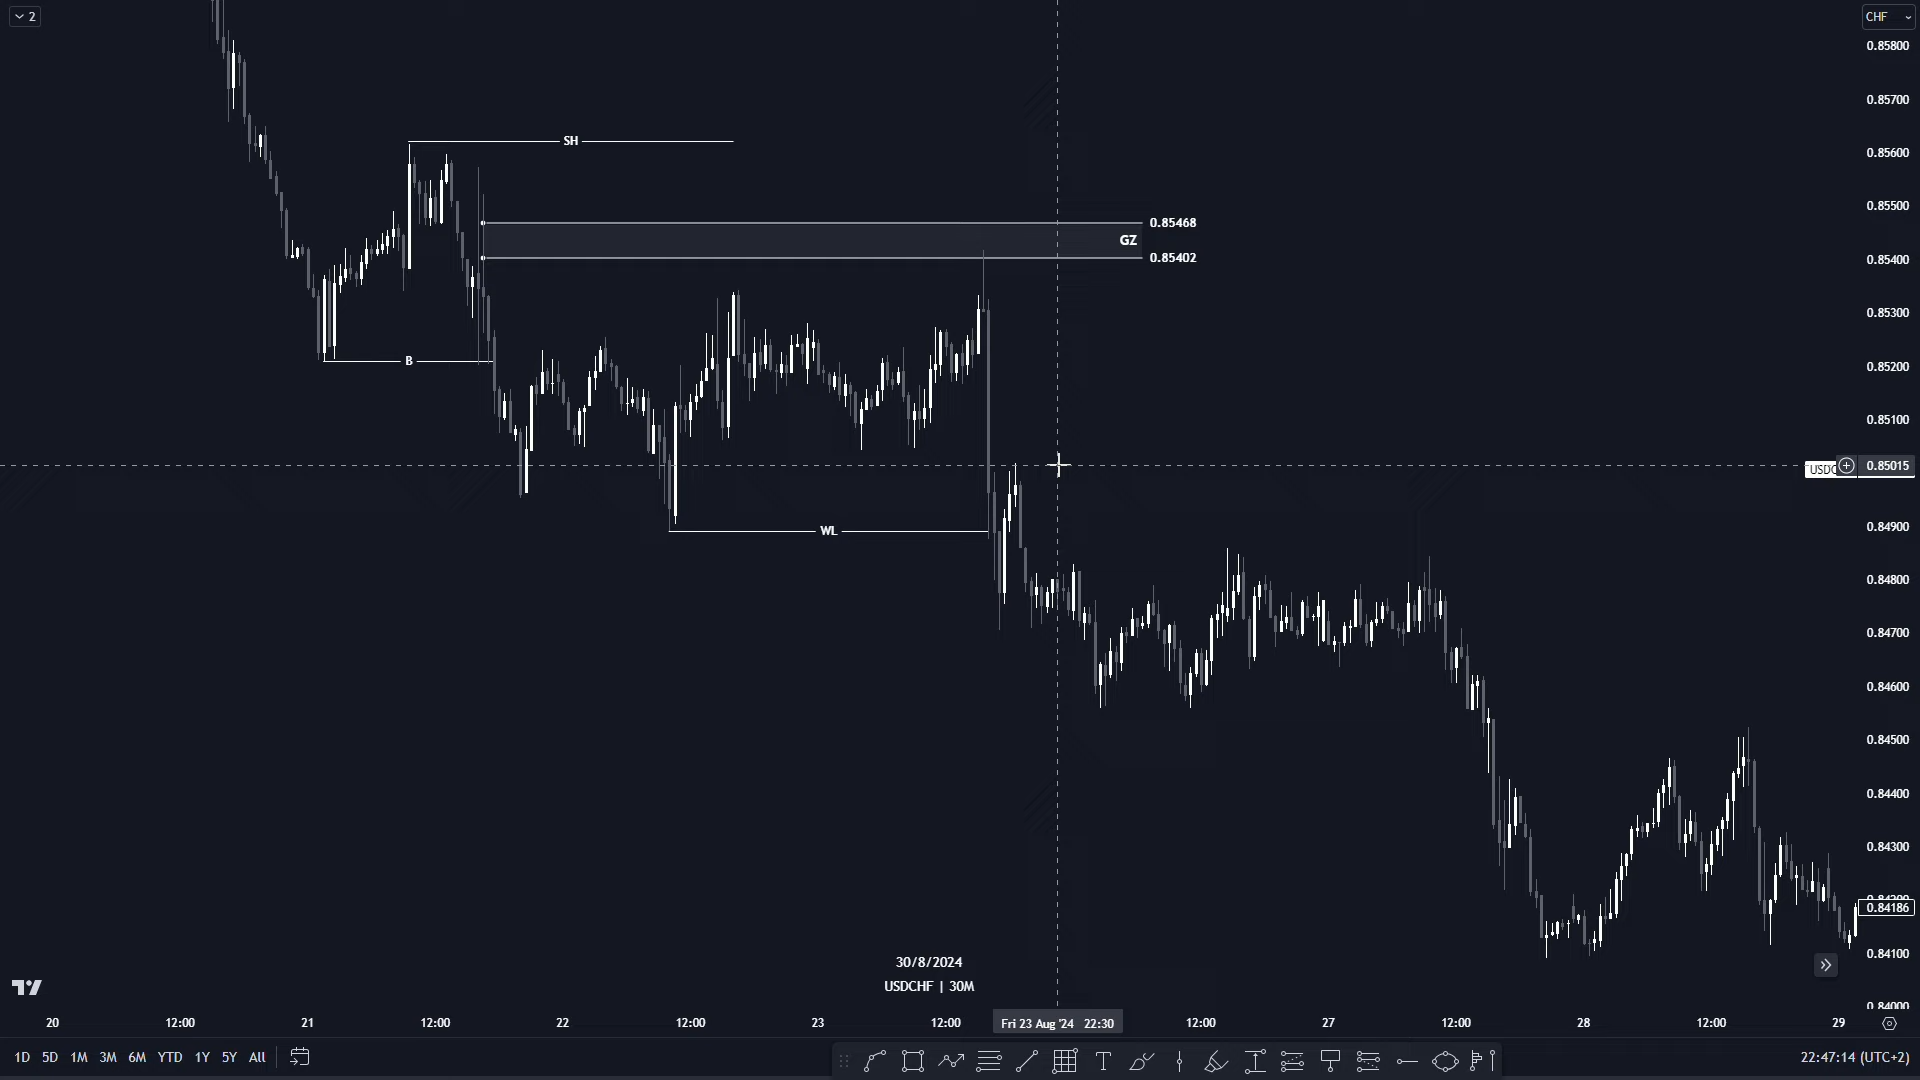 2
CHF
0.85800
0.85700
0.85600
SH
0.85500
0.85468
GZ
0.85402
0.85400
0.85300
B
0.85200
0.85100
USDC
0.85015
WL
0.84900
0.84800
0.84700
0.84600
0.84500
0.84400
0.84300
0.84200
0.84186
0.84100
30/8/2024
USDCHF | 30M
0.84000
20 12:00 21 12:00 22 12:00 23 12:00 Fri 23 Aug '24 22:30 12:00 27 12:00 28 12:00 29
1D 5D 1M 3M 6M YTD 1Y 5Y All
22:47:14 (UTC+2)